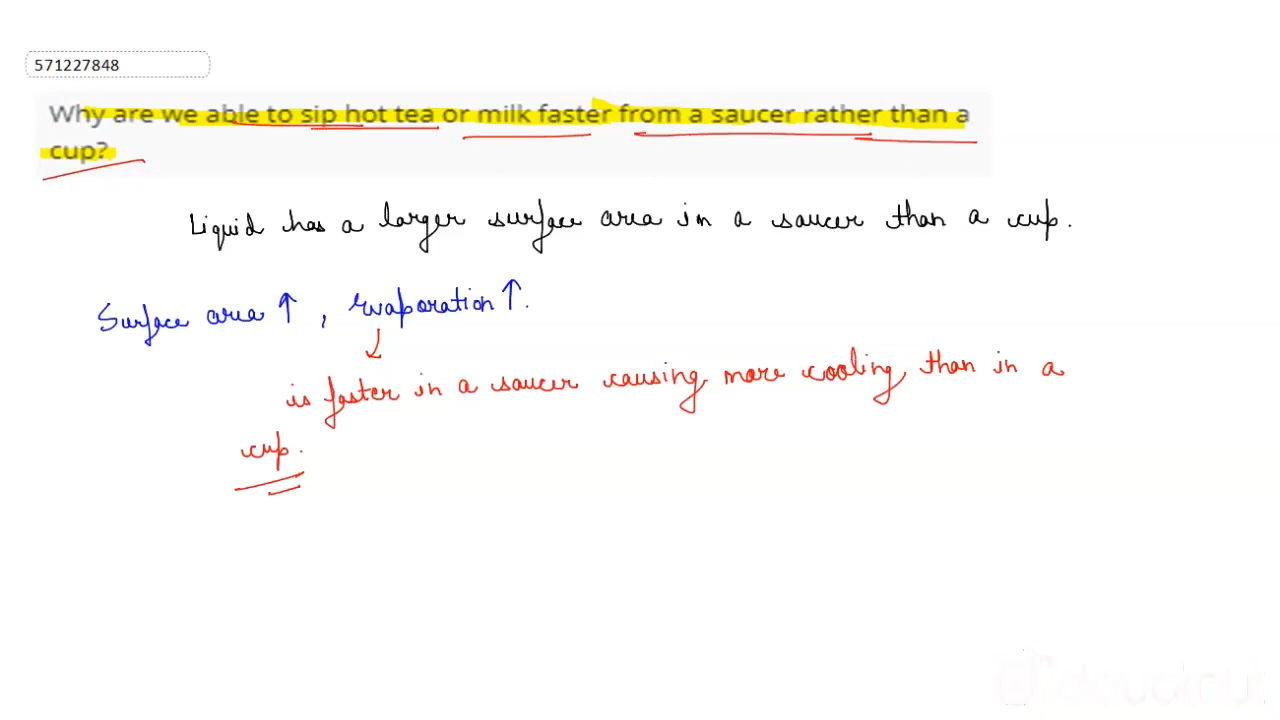 571227848
Why are we able to sip hot tea or milk faster from a saucer rather than a
cup?
Liquid has a larger surface area in a saucer than a cup.
Surface area ↑ , Evaporation ↑.
is faster in a saucer causing more cooling than in a
cup.
doubtnut